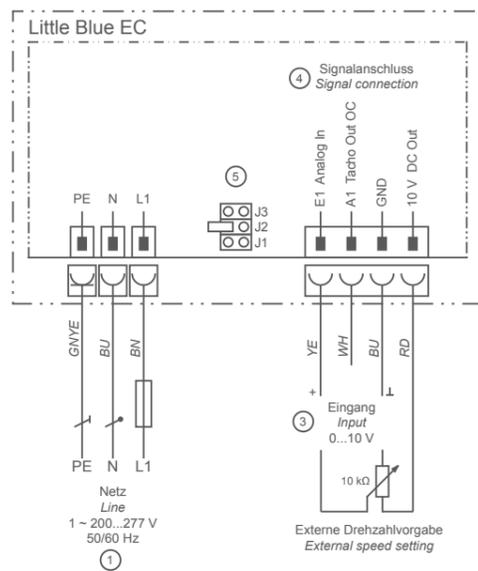 Little Blue EC
4
Signalanschluss
Signal connection
E1 Analog In
A1 Tacho Out OC
GND
10 V DC Out
5
PE
N
L1
J3
J2
J1
GNYE
BU
BN
YE
WH
BU
RD
+
3
Eingang
Input
0...10 V
10 kΩ
PE
N
L1
Netz
Line
1 ~ 200...277 V
50/60 Hz
1
Externe Drehzahlvorgabe
External speed setting